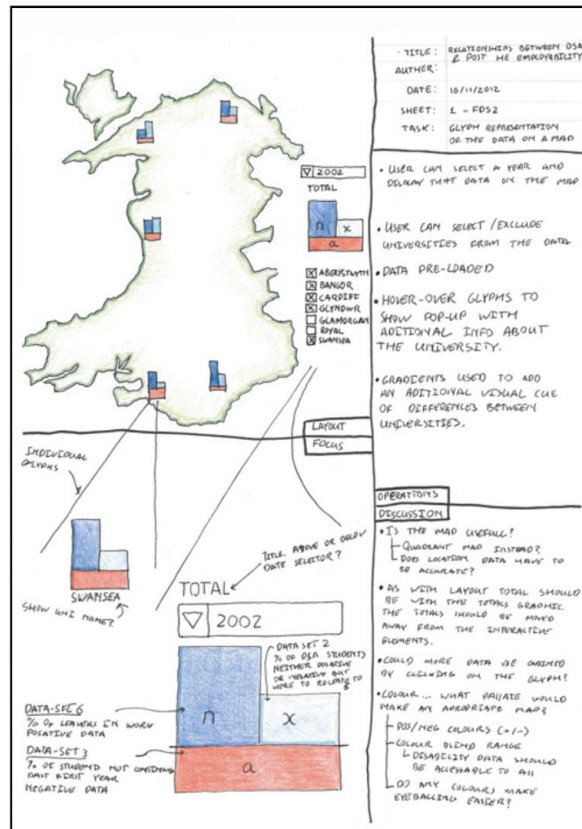 TITLE: RELATIONSHIPS BETWEEN DSA
& POST HE EMPLOYABILITY
AUTHER:
DATE: 16/11/2012
SHEET: 1 - FDS2
TASK: GLYPH REPRESENTATION
OF THE DATA ON A MAP
2002
TOTAL
n
x
a
ABERYSTWYTH
BANGOR
CARDIFF
GLYNDWR
GLAMORGAN
ROYAL
SWANSEA
LAYOUT
FOCUS
• USER CAN SELECT A YEAR AND
DISPLAY THAT DATA ON THE MAP
• USER CAN SELECT/EXCLUDE
UNIVERSITIES FROM THE DATA
• DATA PRE-LOADED
• HOVER-OVER GLYPHS TO
SHOW POP-UP WITH
ADITIONAL INFO ABOUT
THE UNIVERSITY.
• GRADIENTS USED TO ADD
AN ADITIONAL VISUAL CUE
OF DIFFERENCES BETWEEN
UNIVERSITIES.
OPERATIONS
DISCUSSION
INDIVIDUAL
GLYPHS
SWANSEA
SHOW UNI NAME?
TITLE ABOVE OR BELOW
DATE SELECTOR?
TOTAL
2002
DATA SET 2
% OF DSA STUDENTS
NEITHER POSITIVE
OR NEGATIVE BUT
HERE TO RELATE TO
n
x
a
DATA-SET 6
% OF LEAVERS IN WORK
POSITIVE DATA
DATA-SET 3
% OF STUDENTS NOT CONTINUING
PAST FIRST YEAR
NEGATIVE DATA
• IS THE MAP USEFULL?
QUADRANT MAP INSTEAD?
DOES LOCATION DATA HAVE TO
BE ACCURATE?
• AS WITH LAYOUT TOTAL SHOULD
BE WITH THE TOTALS GRAPHIC.
THE TOTALS SHOULD BE MOVED
AWAY FROM THE INTERACTIVE
ELEMENTS.
• COULD MORE DATA BE GAINED
BY CLICKING ON THE GLYPH?
• COLOUR... WHAT PALLATE WOULD
MAKE AN APROPRIATE MAP?
POS/NEG COLOURS (+/-)
COLOUR BLIND RANGE
DISABILITY DATA SHOULD
BE ACCESSABLE TO All
DO ANY COLOURS MAKE
EYEBALLING EASIER?